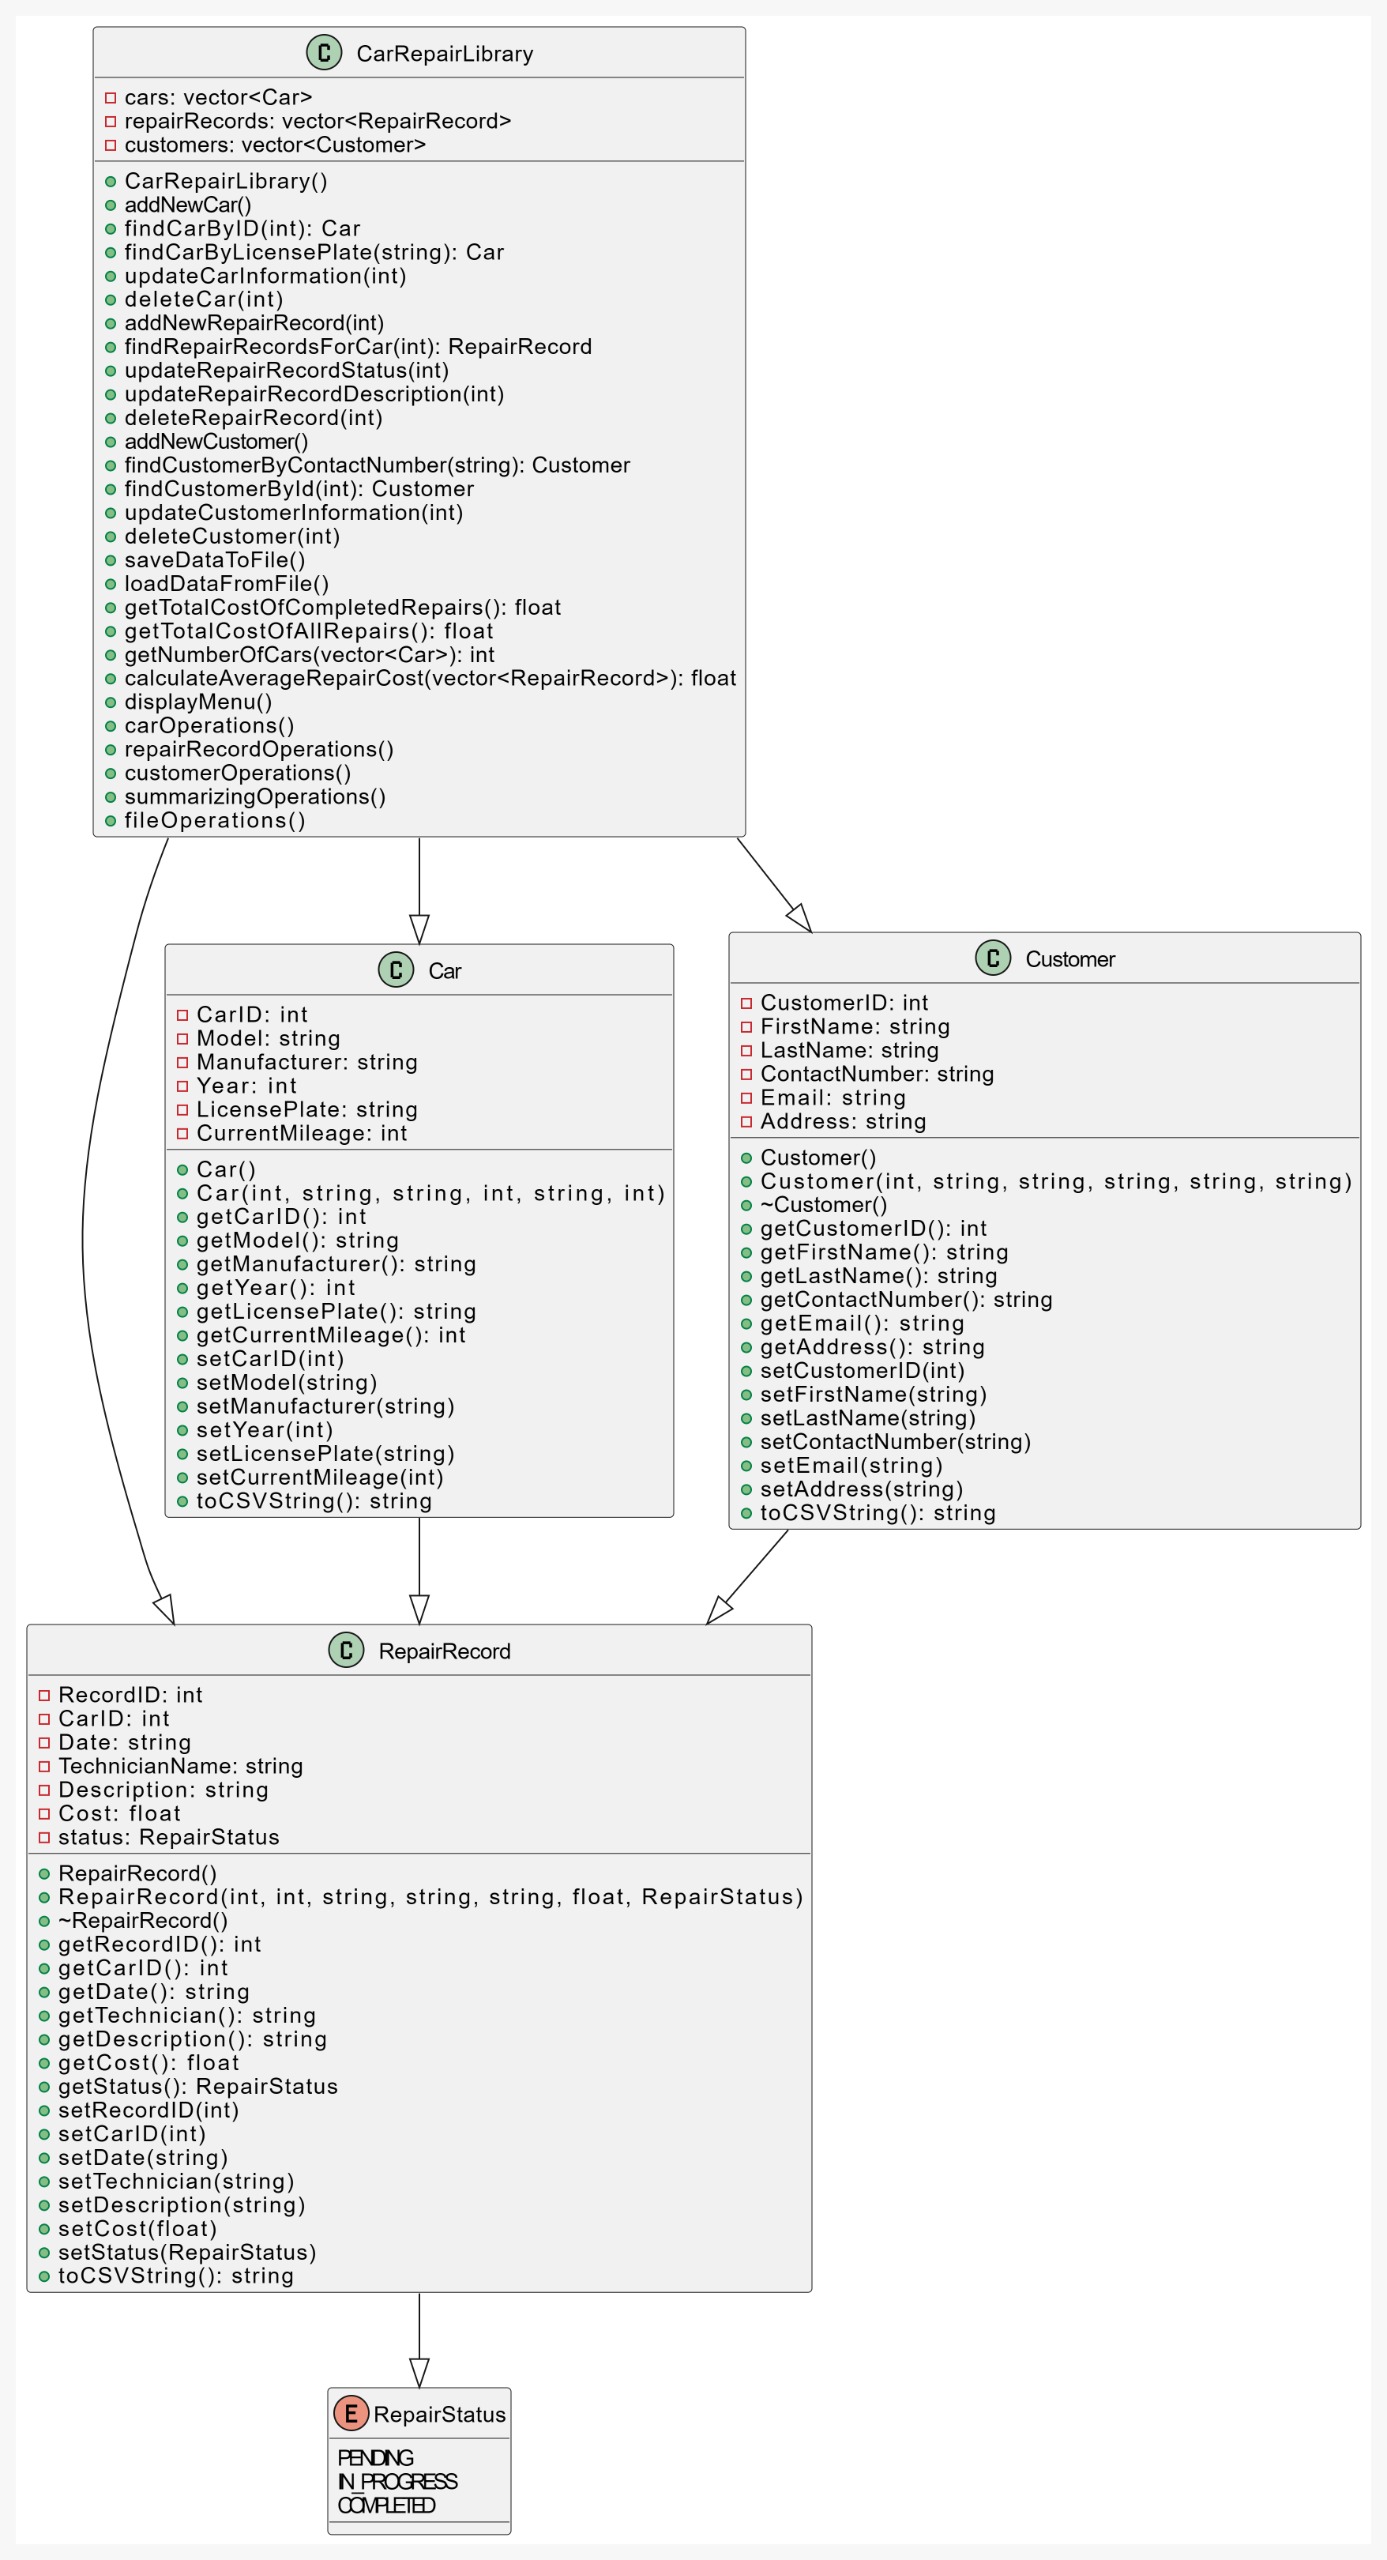 C CarRepairLibrary
cars: vector<Car>
repairRecords: vector<RepairRecord>
customers: vector<Customer>
CarRepairLibrary()
addNewCar()
findCarByID(int): Car
findCarByLicensePlate(string): Car
updateCarInformation(int)
deleteCar(int)
addNewRepairRecord(int)
findRepairRecordsForCar(int): RepairRecord
updateRepairRecordStatus(int)
updateRepairRecordDescription(int)
deleteRepairRecord(int)
addNewCustomer()
findCustomerByContactNumber(string): Customer
findCustomerById(int): Customer
updateCustomerInformation(int)
deleteCustomer(int)
saveDataToFile()
loadDataFromFile()
getTotalCostOfCompletedRepairs(): float
getTotalCostOfAllRepairs(): float
getNumberOfCars(vector<Car>): int
calculateAverageRepairCost(vector<RepairRecord>): float
displayMenu()
carOperations()
repairRecordOperations()
customerOperations()
summarizingOperations()
fileOperations()
C Car
CarID: int
Model: string
Manufacturer: string
Year: int
LicensePlate: string
CurrentMileage: int
Car()
Car(int, string, string, int, string, int)
getCarID(): int
getModel(): string
getManufacturer(): string
getYear(): int
getLicensePlate(): string
getCurrentMileage(): int
setCarID(int)
setModel(string)
setManufacturer(string)
setYear(int)
setLicensePlate(string)
setCurrentMileage(int)
toCSVString(): string
C Customer
CustomerID: int
FirstName: string
LastName: string
ContactNumber: string
Email: string
Address: string
Customer()
Customer(int, string, string, string, string, string)
~Customer()
getCustomerID(): int
getFirstName(): string
getLastName(): string
getContactNumber(): string
getEmail(): string
getAddress(): string
setCustomerID(int)
setFirstName(string)
setLastName(string)
setContactNumber(string)
setEmail(string)
setAddress(string)
toCSVString(): string
C RepairRecord
RecordID: int
CarID: int
Date: string
TechnicianName: string
Description: string
Cost: float
status: RepairStatus
RepairRecord()
RepairRecord(int, int, string, string, string, float, RepairStatus)
~RepairRecord()
getRecordID(): int
getCarID(): int
getDate(): string
getTechnician(): string
getDescription(): string
getCost(): float
getStatus(): RepairStatus
setRecordID(int)
setCarID(int)
setDate(string)
setTechnician(string)
setDescription(string)
setCost(float)
setStatus(RepairStatus)
toCSVString(): string
E RepairStatus
PENDING
IN_PROGRESS
COMPLETED